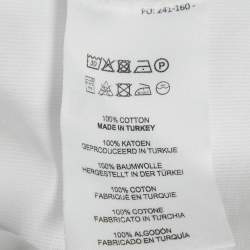 PO: 241-160 -
100% COTTON
MADE IN TURKEY
100% KATOEN
GEPRODUCEERD IN TURKIJE
100% BAUMWOLLE
HERGESTELLT IN DER TÜRKEI
100% COTON
FABRIQUÉ EN TURQUIE.
100% COTONE
FABBRICATO IN TURCHIA
100% ALGODÓN
FABRICADO EN TURQUÍA